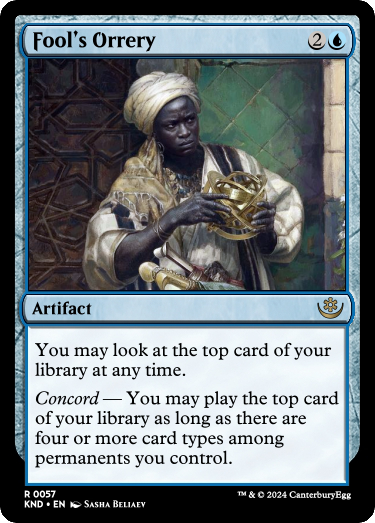 Fool's Orrery 2
Artifact
You may look at the top card of your
library at any time.
Concord — You may play the top card
of your library as long as there are
four or more card types among
permanents you control.
R 0057
KND • EN Sasha Beliaev
™ & © 2024 CanterburyEgg